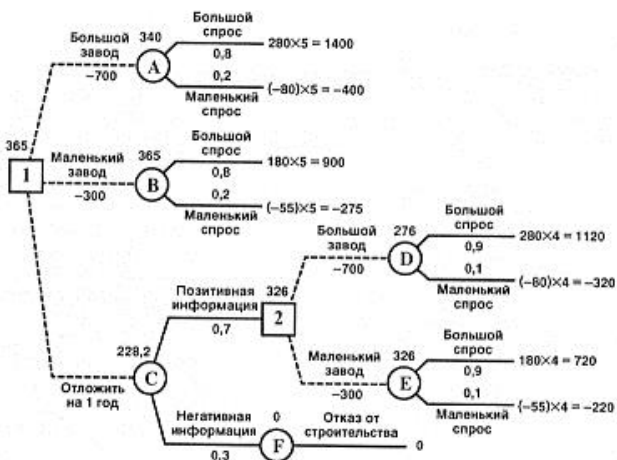 340
Большой
завод
–700
A
Большой
спрос
0,8
280×5 = 1400
0,2
Маленький
спрос
(–80)×5 = –400
365
1
Маленький
завод
–300
365
B
Большой
спрос
0,8
180×5 = 900
0,2
Маленький
спрос
(–55)×5 = –275
Отложить
на 1 год
228,2
C
Позитивная
информация
0,7
326
2
Большой
завод
–700
276
D
Большой
спрос
0,9
280×4 = 1120
0,1
Маленький
спрос
(–80)×4 = –320
Маленький
завод
–300
326
E
Большой
спрос
0,9
180×4 = 720
0,1
Маленький
спрос
(–55)×4 = –220
Негативная
информация
0,3
0
F
Отказ от
строительства
0